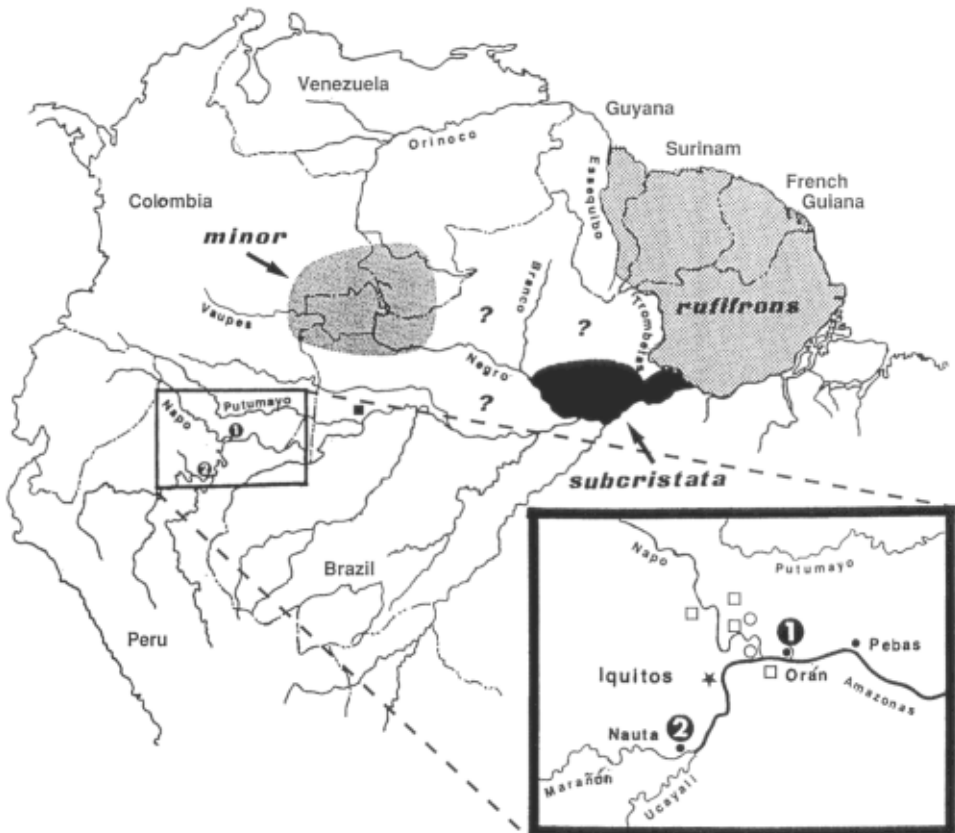 Venezuela
Guyana
Orinoco
Surinam
Essequibo
French
Guiana
Colombia
minor
Branco
Trombetas
rufifrons
?
?
Vaupes
Negro
?
Putumayo
Napo
1
2
subcristata
Brazil
Peru
Napo
Putumayo
1
Pebas
Iquitos
Orán
Amazonas
2
Nauta
Marañón
Ucayali